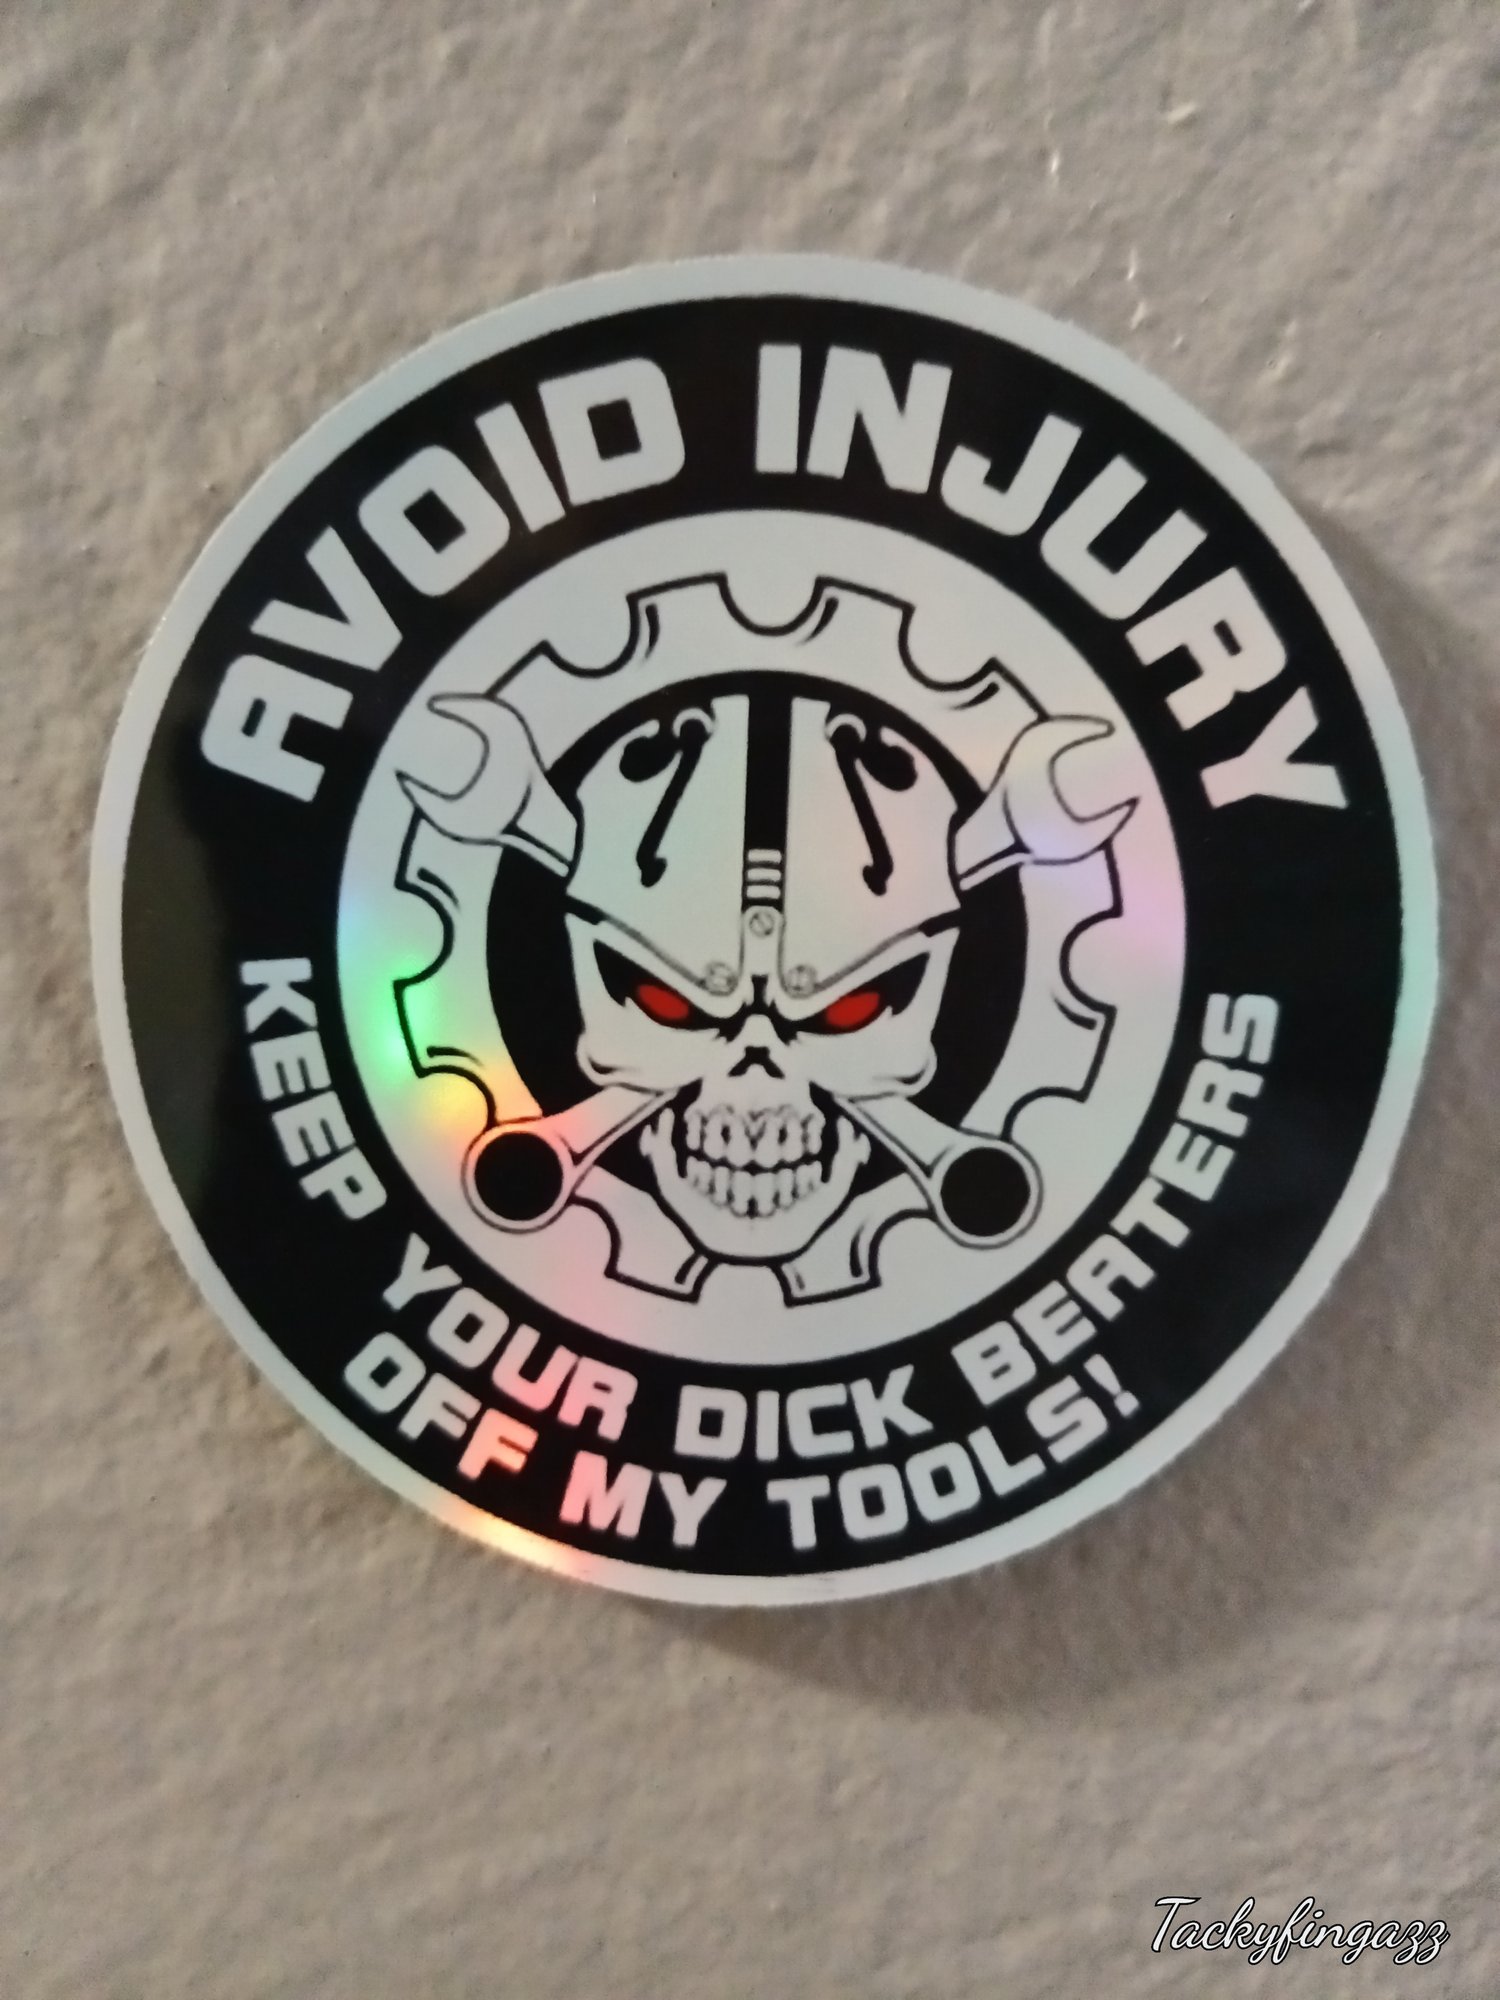 AVOID INJURY
KEEP YOUR DICK BEATERS
OFF MY TOOLS!
Tackyfingazz